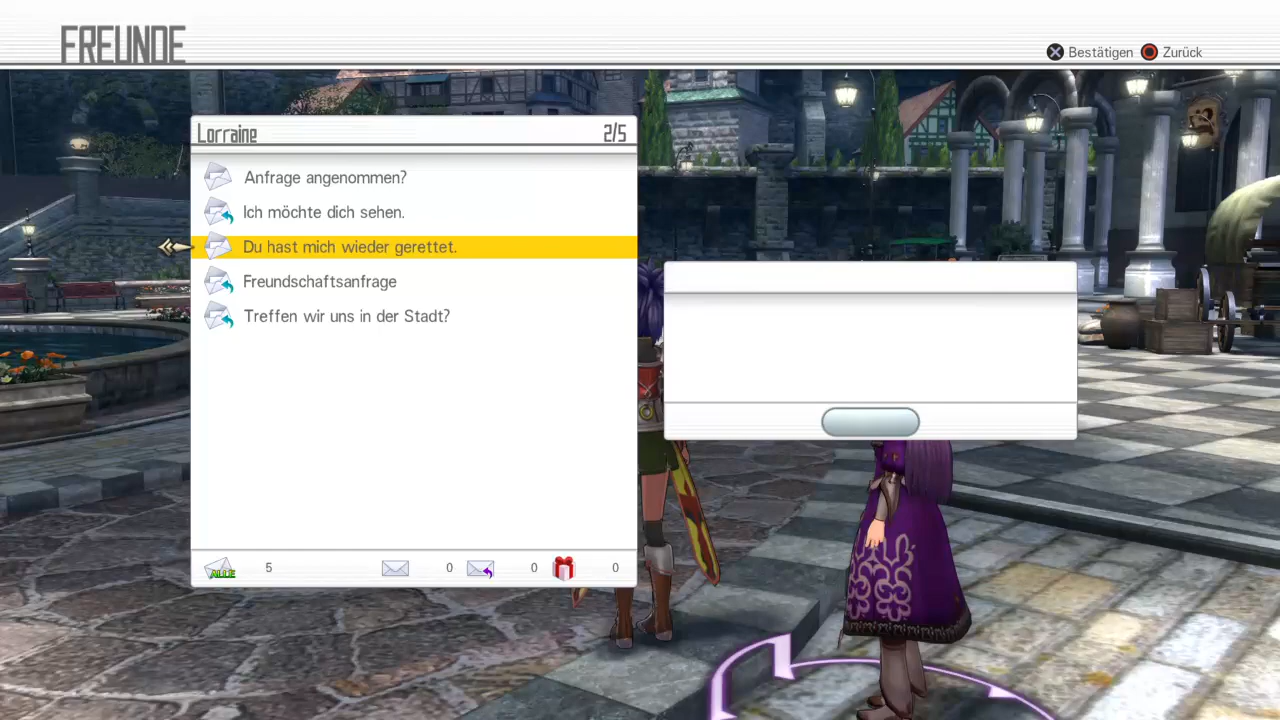 FREUNDE
Bestätigen Zurück
Lorraine 2/5
Anfrage angenommen?
Ich möchte dich sehen.
Du hast mich wieder gerettet.
Freundschaftsanfrage
Treffen wir uns in der Stadt?
ALLE 5 0 0 0